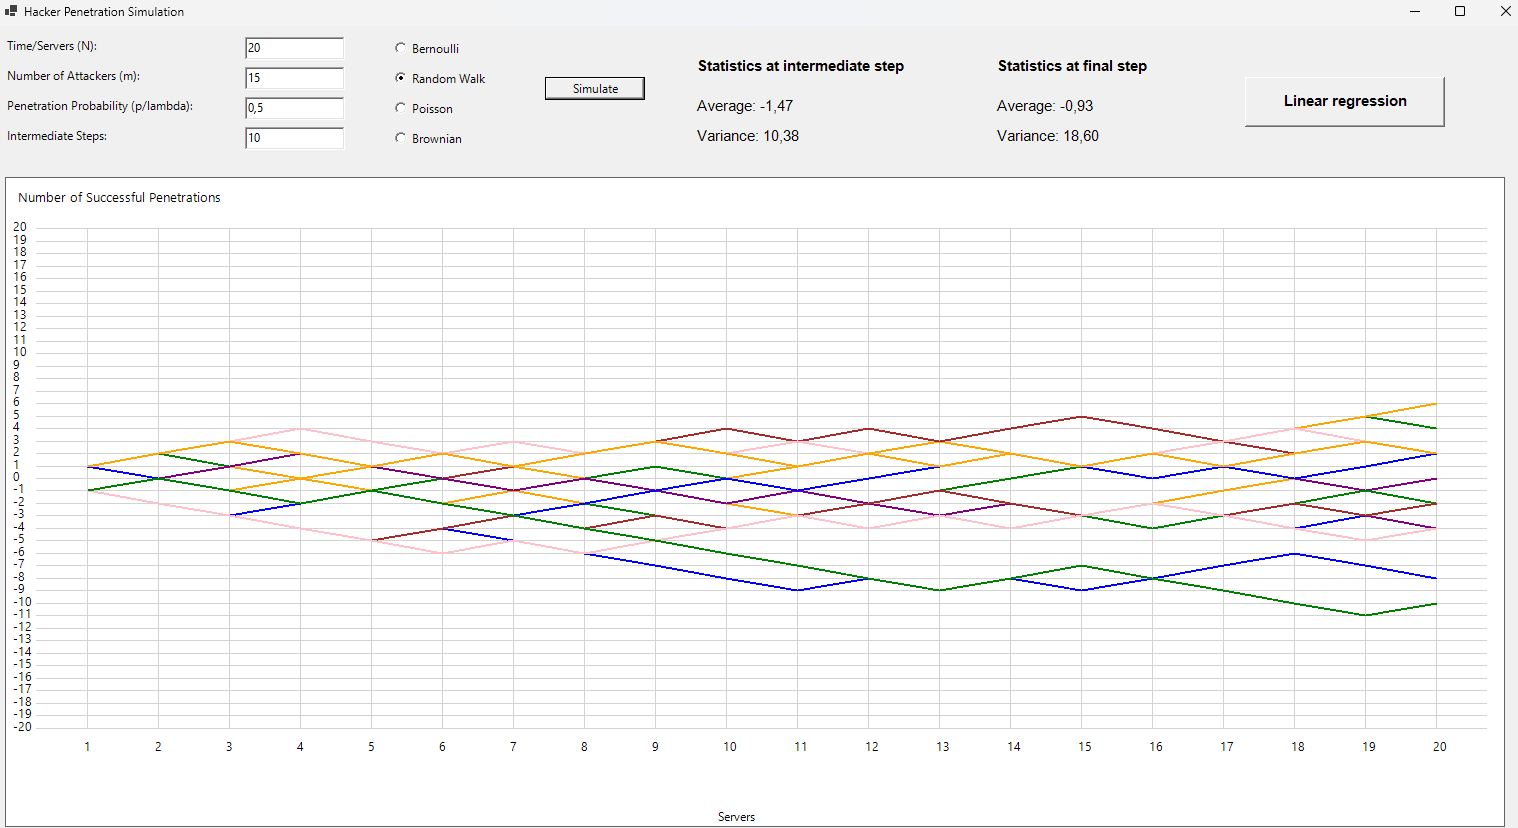 Hacker Penetration Simulation
Time/Servers (N):
20
Number of Attackers (m):
15
Penetration Probability (p/lambda):
0,5
Intermediate Steps:
10
Bernoulli
Random Walk
Poisson
Brownian
Simulate
Statistics at intermediate step
Average: -1,47
Variance: 10,38
Statistics at final step
Average: -0,93
Variance: 18,60
Linear regression
Number of Successful Penetrations
20
19
18
17
16
15
14
13
12
11
10
9
8
7
6
5
4
3
2
1
0
-1
-2
-3
-4
-5
-6
-7
-8
-9
-10
-11
-12
-13
-14
-15
-16
-17
-18
-19
-20
1 2 3 4 5 6 7 8 9 10 11 12 13 14 15 16 17 18 19 20
Servers